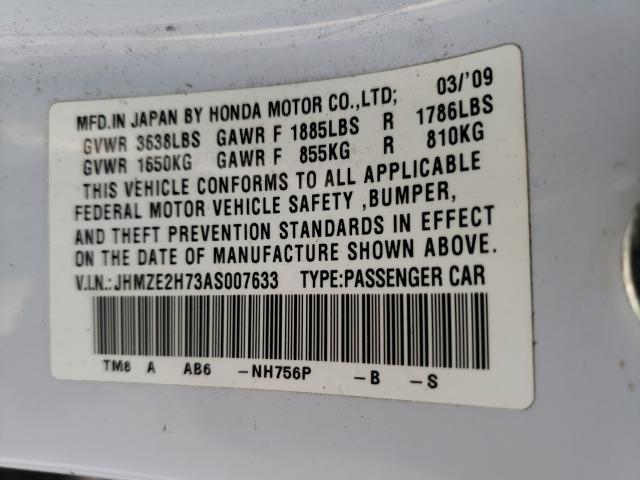 MFD.IN JAPAN BY HONDA MOTOR CO.,LTD; 03/'09
GVWR 3638LBS GAWR F 1885LBS R 1786LBS
GVWR 1650KG GAWR F 855KG R 810KG
THIS VEHICLE CONFORMS TO ALL APPLICABLE
FEDERAL MOTOR VEHICLE SAFETY ,BUMPER,
AND THEFT PREVENTION STANDARDS IN EFFECT
ON THE DATE OF MANUFACTURE SHOWN ABOVE.
V.I.N.: JHMZE2H73AS007633 TYPE:PASSENGER CAR
TM8 A AB6 -NH756P -B -S